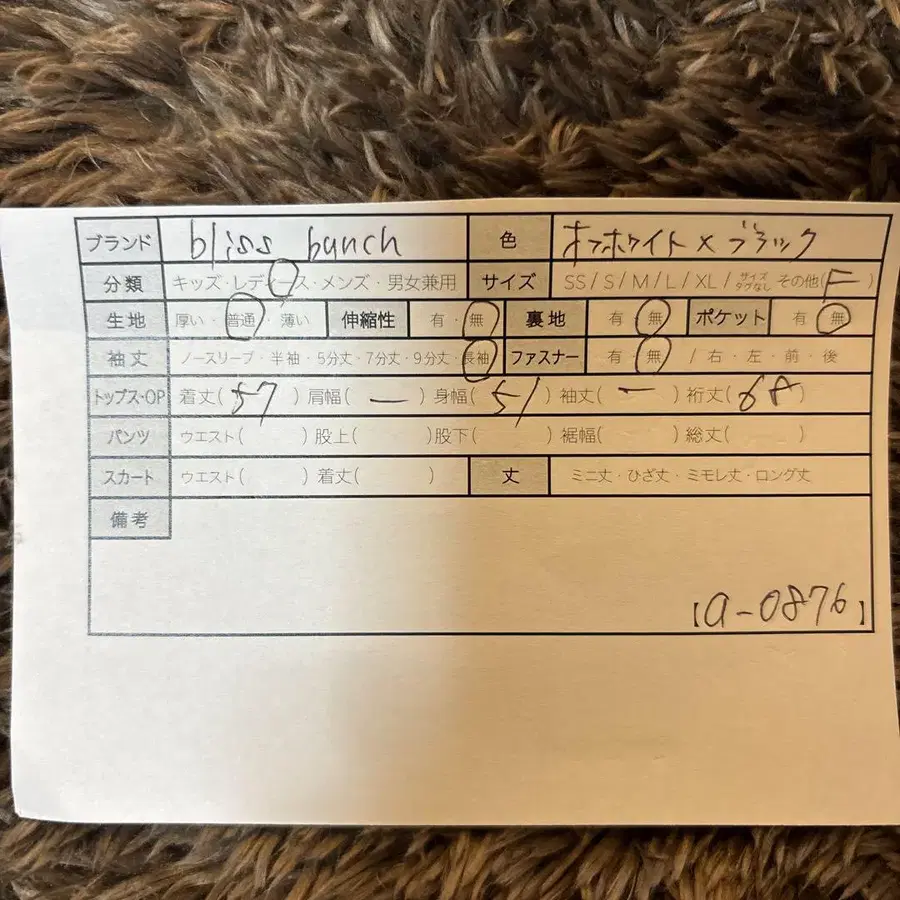 ブランド bliss bunch 色 オフホワイト×ブラック
分類 キッズ・レディース・メンズ・男女兼用 サイズ SS / S / M / L / XL / サイズタグなし その他(F)
生地 厚い・普通・薄い 伸縮性 有・無 裏地 有・無 ポケット 有・無
袖丈 ノースリーブ・半袖・5分丈・7分丈・9分丈・長袖 ファスナー 有・無 / 右・左・前・後
トップス・OP 着丈(57) 肩幅(ー) 身幅(51) 袖丈(ー) 裄丈(68)
パンツ ウエスト( ) 股上( ) 股下( ) 裾幅( ) 総丈( )
スカート ウエスト( ) 着丈( ) 丈 ミニ丈・ひざ丈・ミモレ丈・ロング丈
備考
【a-0876】